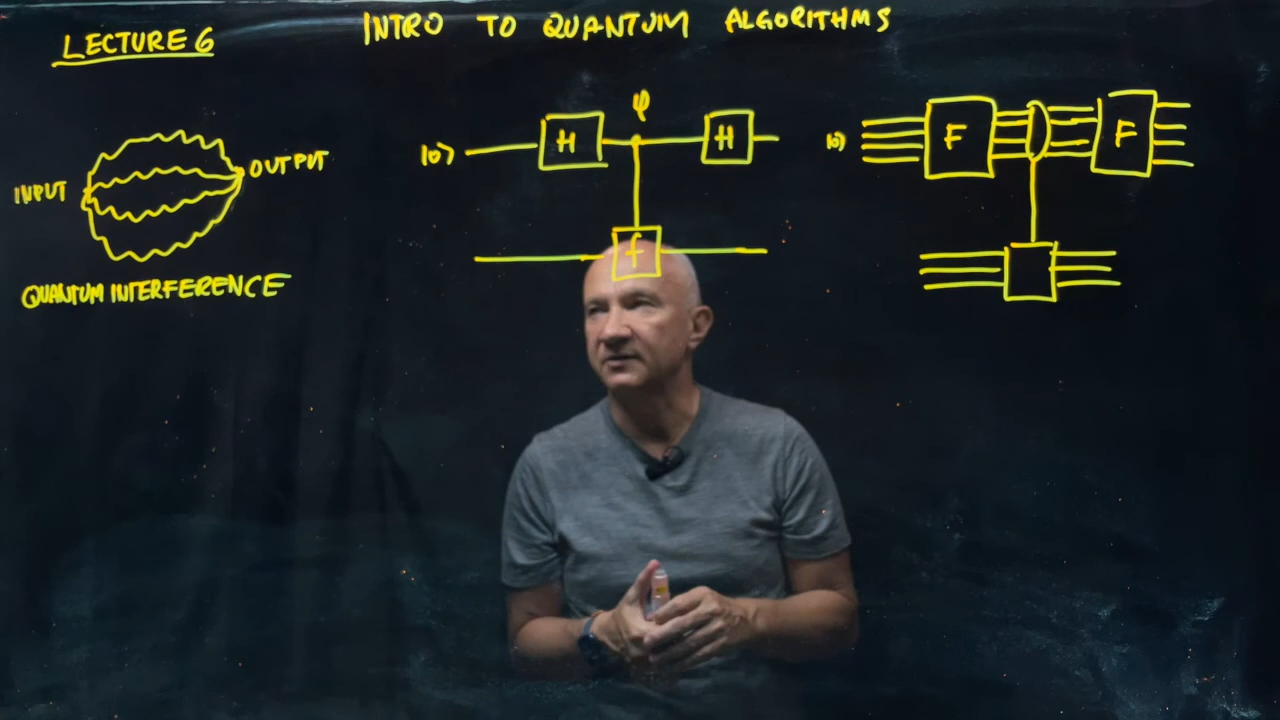 LECTURE 6
INTRO TO QUANTUM ALGORITHMS
INPUT
OUTPUT
QUANTUM INTERFERENCE
|0⟩
H
φ
H
f
|0⟩
F
F